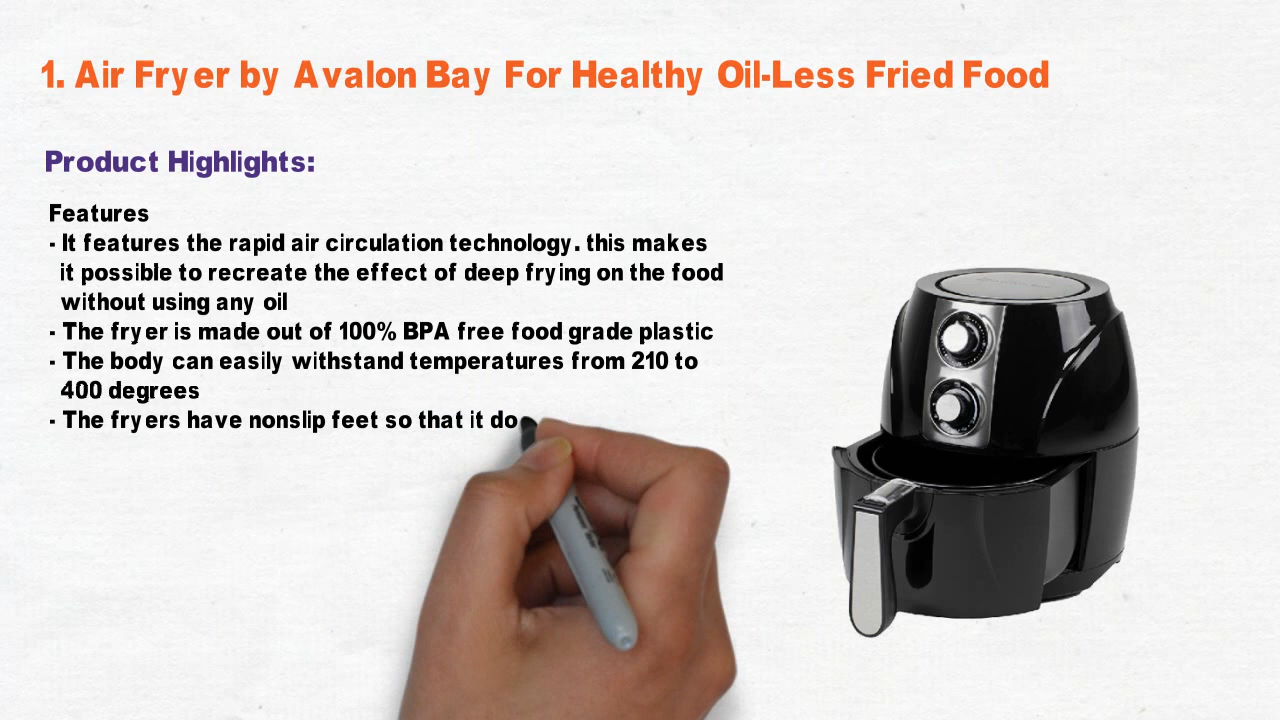 1. Air Fryer by Avalon Bay For Healthy Oil-Less Fried Food
Product Highlights:
Features
- It features the rapid air circulation technology. this makes
it possible to recreate the effect of deep frying on the food
without using any oil
- The fryer is made out of 100% BPA free food grade plastic
- The body can easily withstand temperatures from 210 to
400 degrees
- The fryers have nonslip feet so that it do